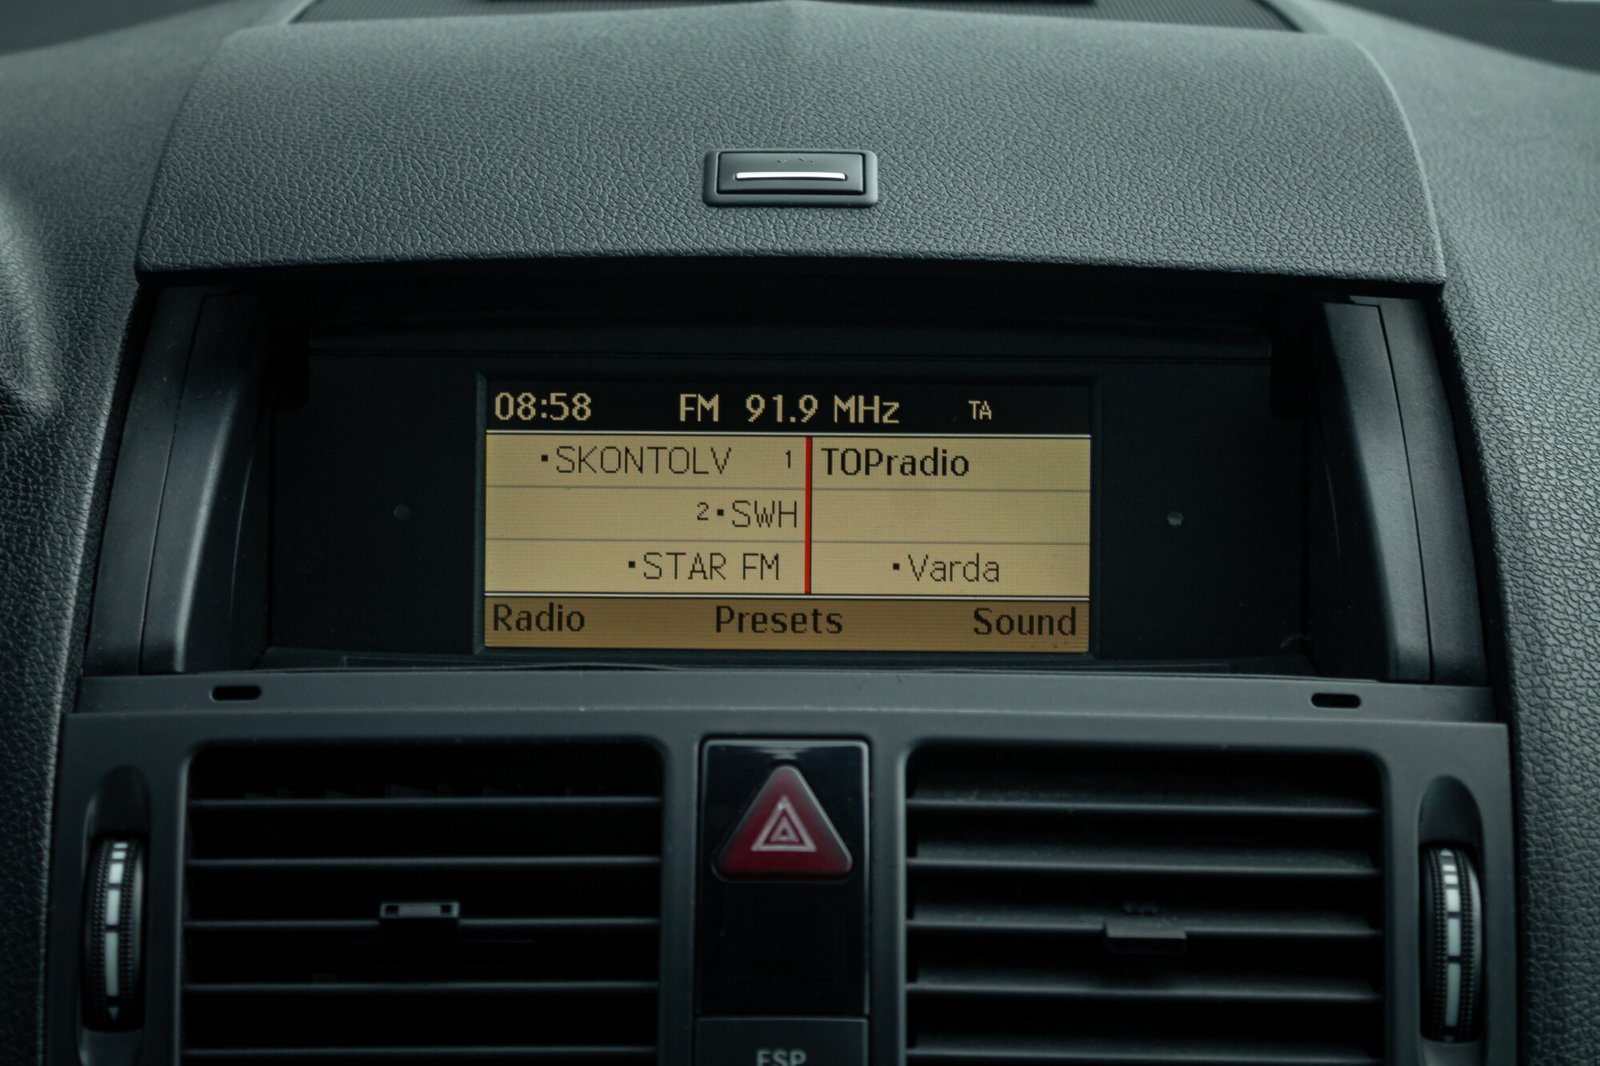 08:58 FM 91.9 MHz TA
·SKONTOLV 1 TOPradio
2·SWH
·STAR FM ·Varda
Radio Presets Sound
ESP